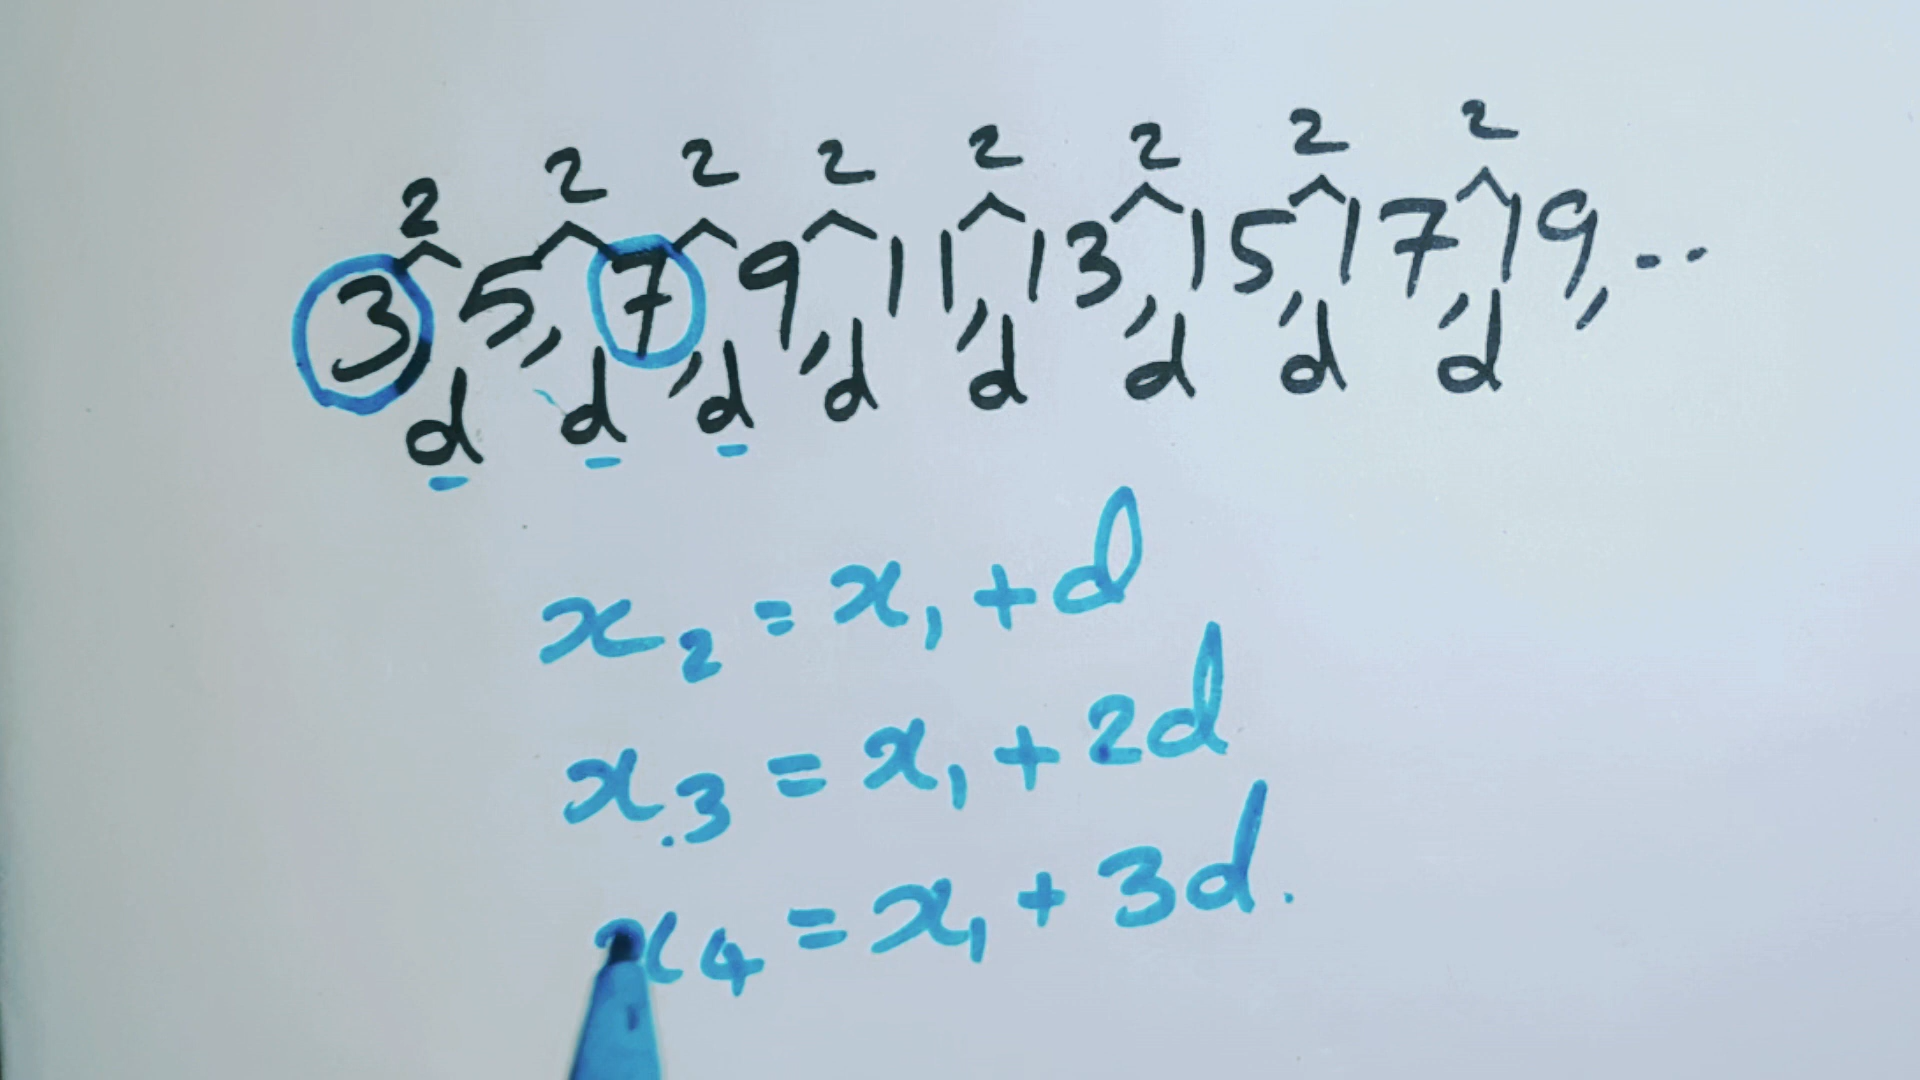 2 2 2 2 2 2 2 2
3, 5, 7, 9, 11, 13, 15, 17, 19, ..
d d d d d d d d
x₂ = x₁ + d
x₃ = x₁ + 2d
x₄ = x₁ + 3d.